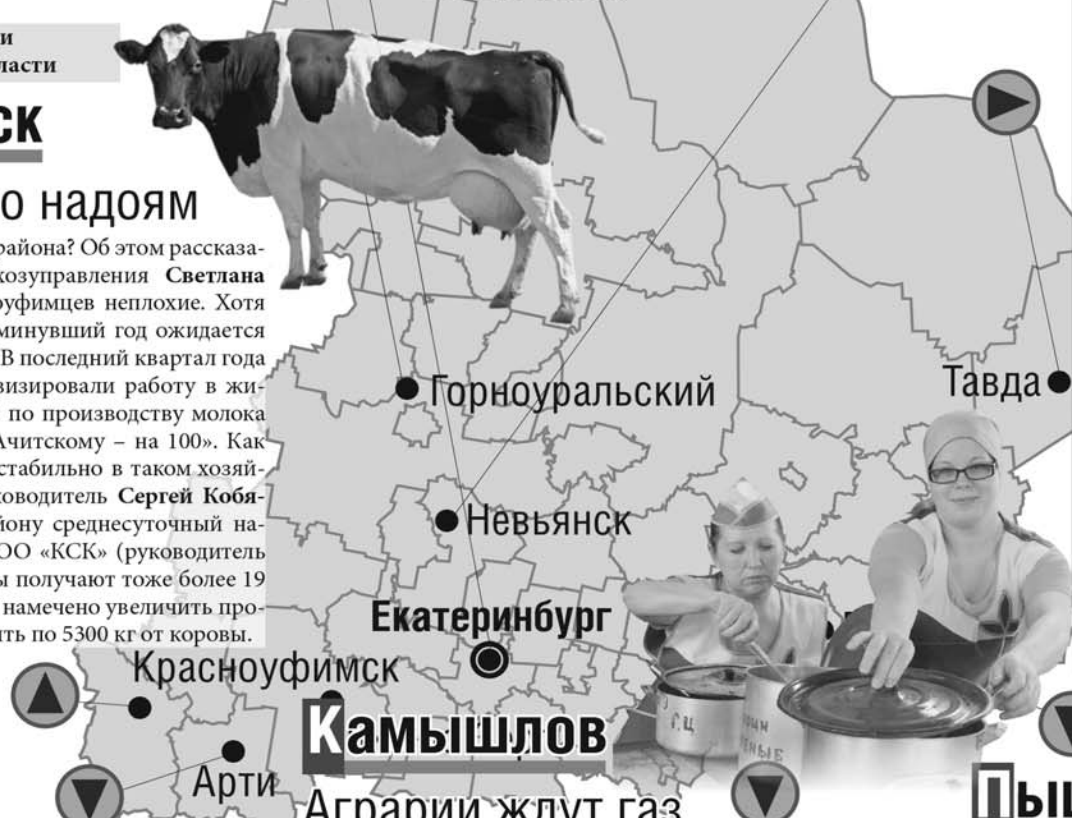 и
ласти
ск
о надоям
района? Об этом рассказа-
хозуправления Светлана
оуфимцев неплохие. Хотя
минувший год ожидается
В последний квартал года
визировали работу в жи-
по производству молока
Ачитскому – на 100». Как
стабильно в таком хозяй-
ководитель Сергей Кобя-
йону среднесуточный на-
ОО «КСК» (руководитель
ы получают тоже более 19
намечено увеличить про-
ить по 5300 кг от коровы.
Горноуральский
Тавда
Невьянск
Екатеринбург
Красноуфимск
Камышлов
Арти
Аграрии ждут газ
Пыш
Г.Ц